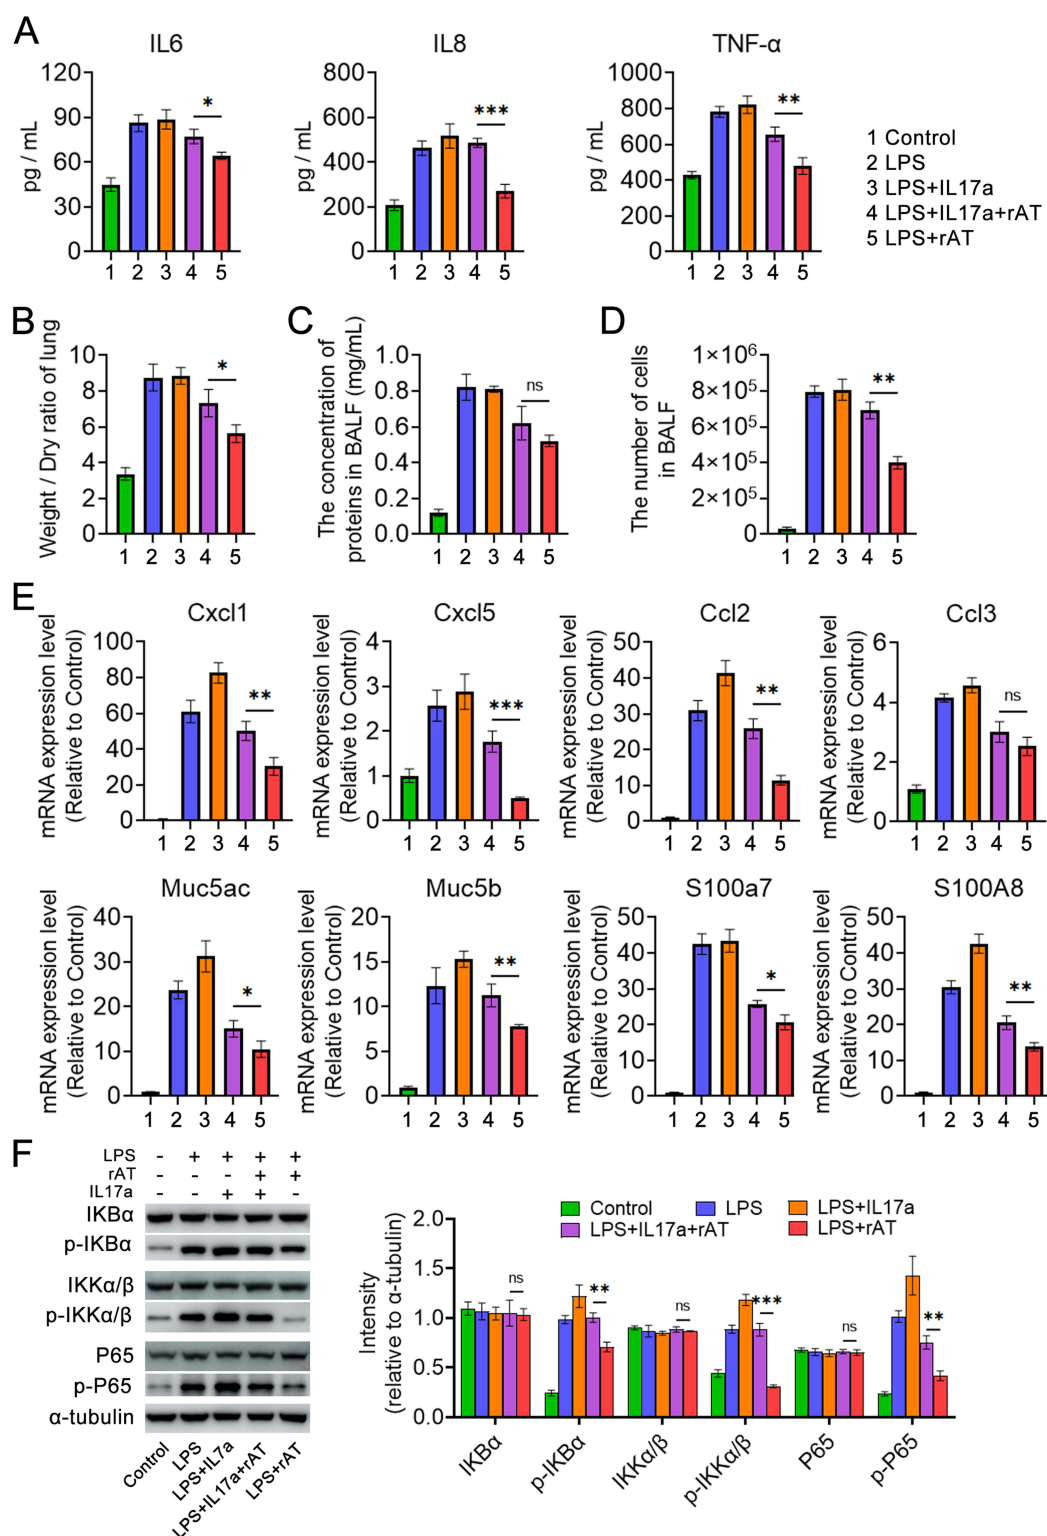 A
IL6
IL8
TNF-α
pg / mL
120
90
60
30
0
*
1 2 3 4 5
pg / mL
800
600
400
200
0
***
1 2 3 4 5
pg / mL
1000
800
600
400
200
0
**
1 2 3 4 5
1 Control
2 LPS
3 LPS+IL17a
4 LPS+IL17a+rAT
5 LPS+rAT
B
Weight / Dry ratio of lung
10
8
6
4
2
0
*
1 2 3 4 5
C
The concentration of
proteins in BALF (mg/mL)
1.0
0.8
0.6
0.4
0.2
0.0
ns
1 2 3 4 5
D
The number of cells
in BALF
1×10⁶
8×10⁵
6×10⁵
4×10⁵
2×10⁵
0
**
1 2 3 4 5
E
Cxcl1
mRNA expression level
(Relative to Control)
100
80
60
40
20
0
**
1 2 3 4 5
Cxcl5
mRNA expression level
(Relative to Control)
4
3
2
1
0
***
1 2 3 4 5
Ccl2
mRNA expression level
(Relative to Control)
50
40
30
20
10
0
**
1 2 3 4 5
Ccl3
mRNA expression level
(Relative to Control)
6
4
2
0
ns
1 2 3 4 5
Muc5ac
mRNA expression level
(Relative to Control)
40
30
20
10
0
*
1 2 3 4 5
Muc5b
mRNA expression level
(Relative to Control)
20
15
10
5
0
**
1 2 3 4 5
S100a7
mRNA expression level
(Relative to Control)
50
40
30
20
10
0
*
1 2 3 4 5
S100A8
mRNA expression level
(Relative to Control)
50
40
30
20
10
0
**
1 2 3 4 5
F
LPS - + + + +
rAT - - - + +
IL17a - - + + -
IKBα
p-IKBα
IKKα/β
p-IKKα/β
P65
p-P65
α-tubulin
Control
LPS
LPS+IL7a
LPS+IL17a+rAT
LPS+rAT
Control
LPS
LPS+IL17a
LPS+IL17a+rAT
LPS+rAT
Intensity
(relative to α-tubulin)
2.0
1.5
1.0
0.5
0.0
ns
**
ns
***
ns
**
IKBα
p-IKBα
IKKα/β
p-IKKα/β
P65
p-P65